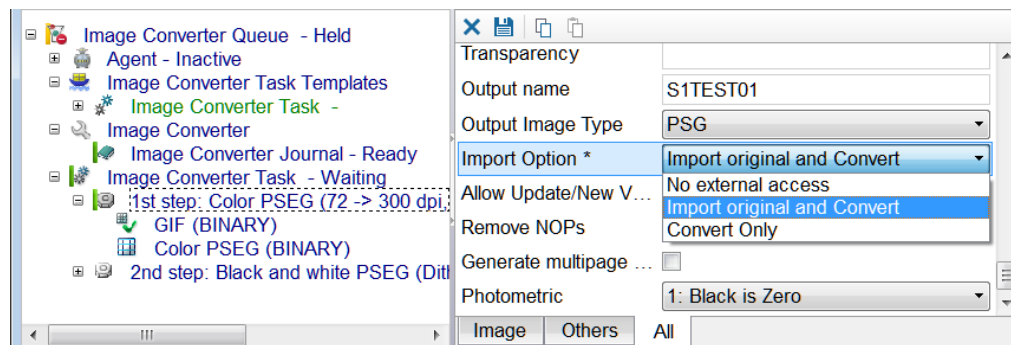 Image Converter Queue - Held
Agent - Inactive
Image Converter Task Templates
Image Converter Task -
Image Converter
Image Converter Journal - Ready
Image Converter Task - Waiting
1st step: Color PSEG (72 -> 300 dpi,
GIF (BINARY)
Color PSEG (BINARY)
2nd step: Black and white PSEG (Dith
Transparency
Output name S1TEST01
Output Image Type PSG
Import Option * Import original and Convert
No external access
Import original and Convert
Convert Only
Allow Update/New V...
Remove NOPs
Generate multipage ...
Photometric 1: Black is Zero
Image Others All